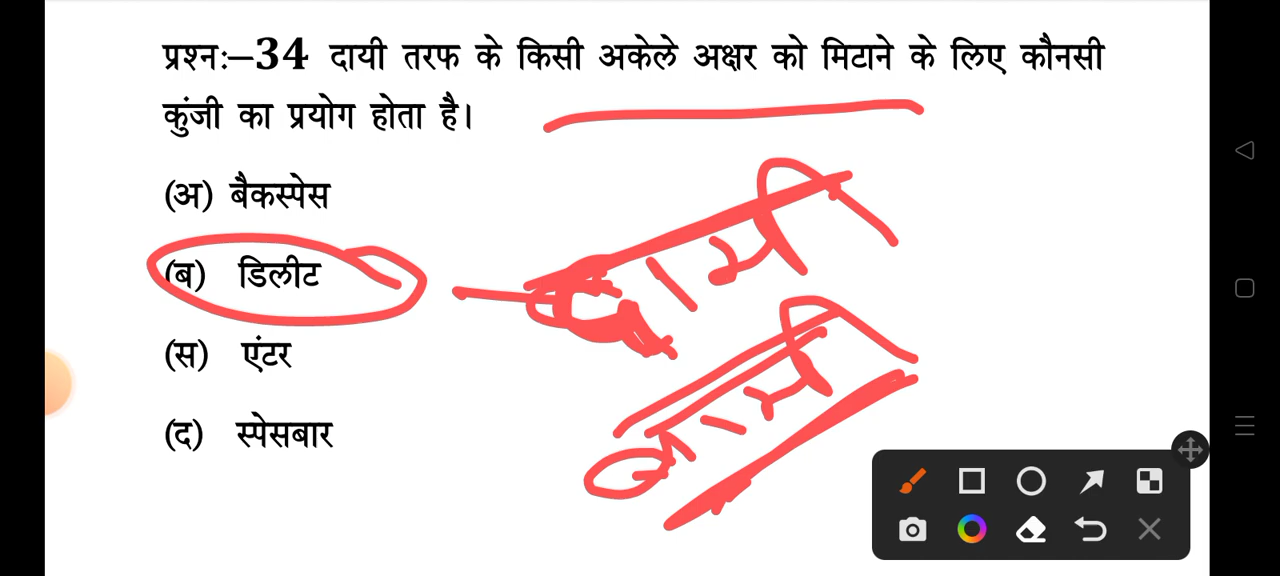 प्रश्नः–34 दायी तरफ के किसी अकेले अक्षर को मिटाने के लिए कौनसी
कुंजी का प्रयोग होता है।
(अ) बैकस्पेस
(ब) डिलीट
(स) एंटर
(द) स्पेसबार